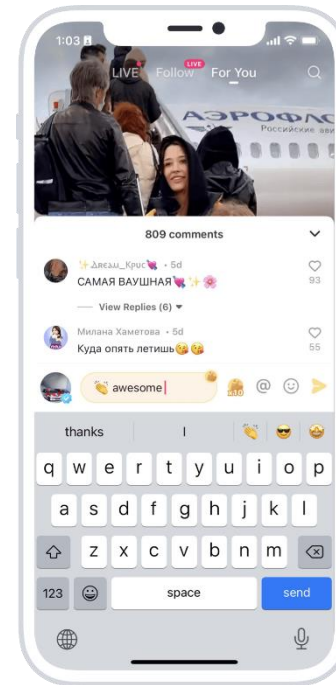 1:03
LIVE Follow LIVE For You
АЭРОФЛО
Российские ави
809 comments
5d
САМАЯ ВАУШНАЯ💘✨🌸
93
View Replies (6)
Милана Хаметова • 5d
Куда опять летишь😘😘
55
👏 awesome
@
thanks I 👏 😎 🤩
q w e r t y u i o p
a s d f g h j k l
z x c v b n m
123 space send